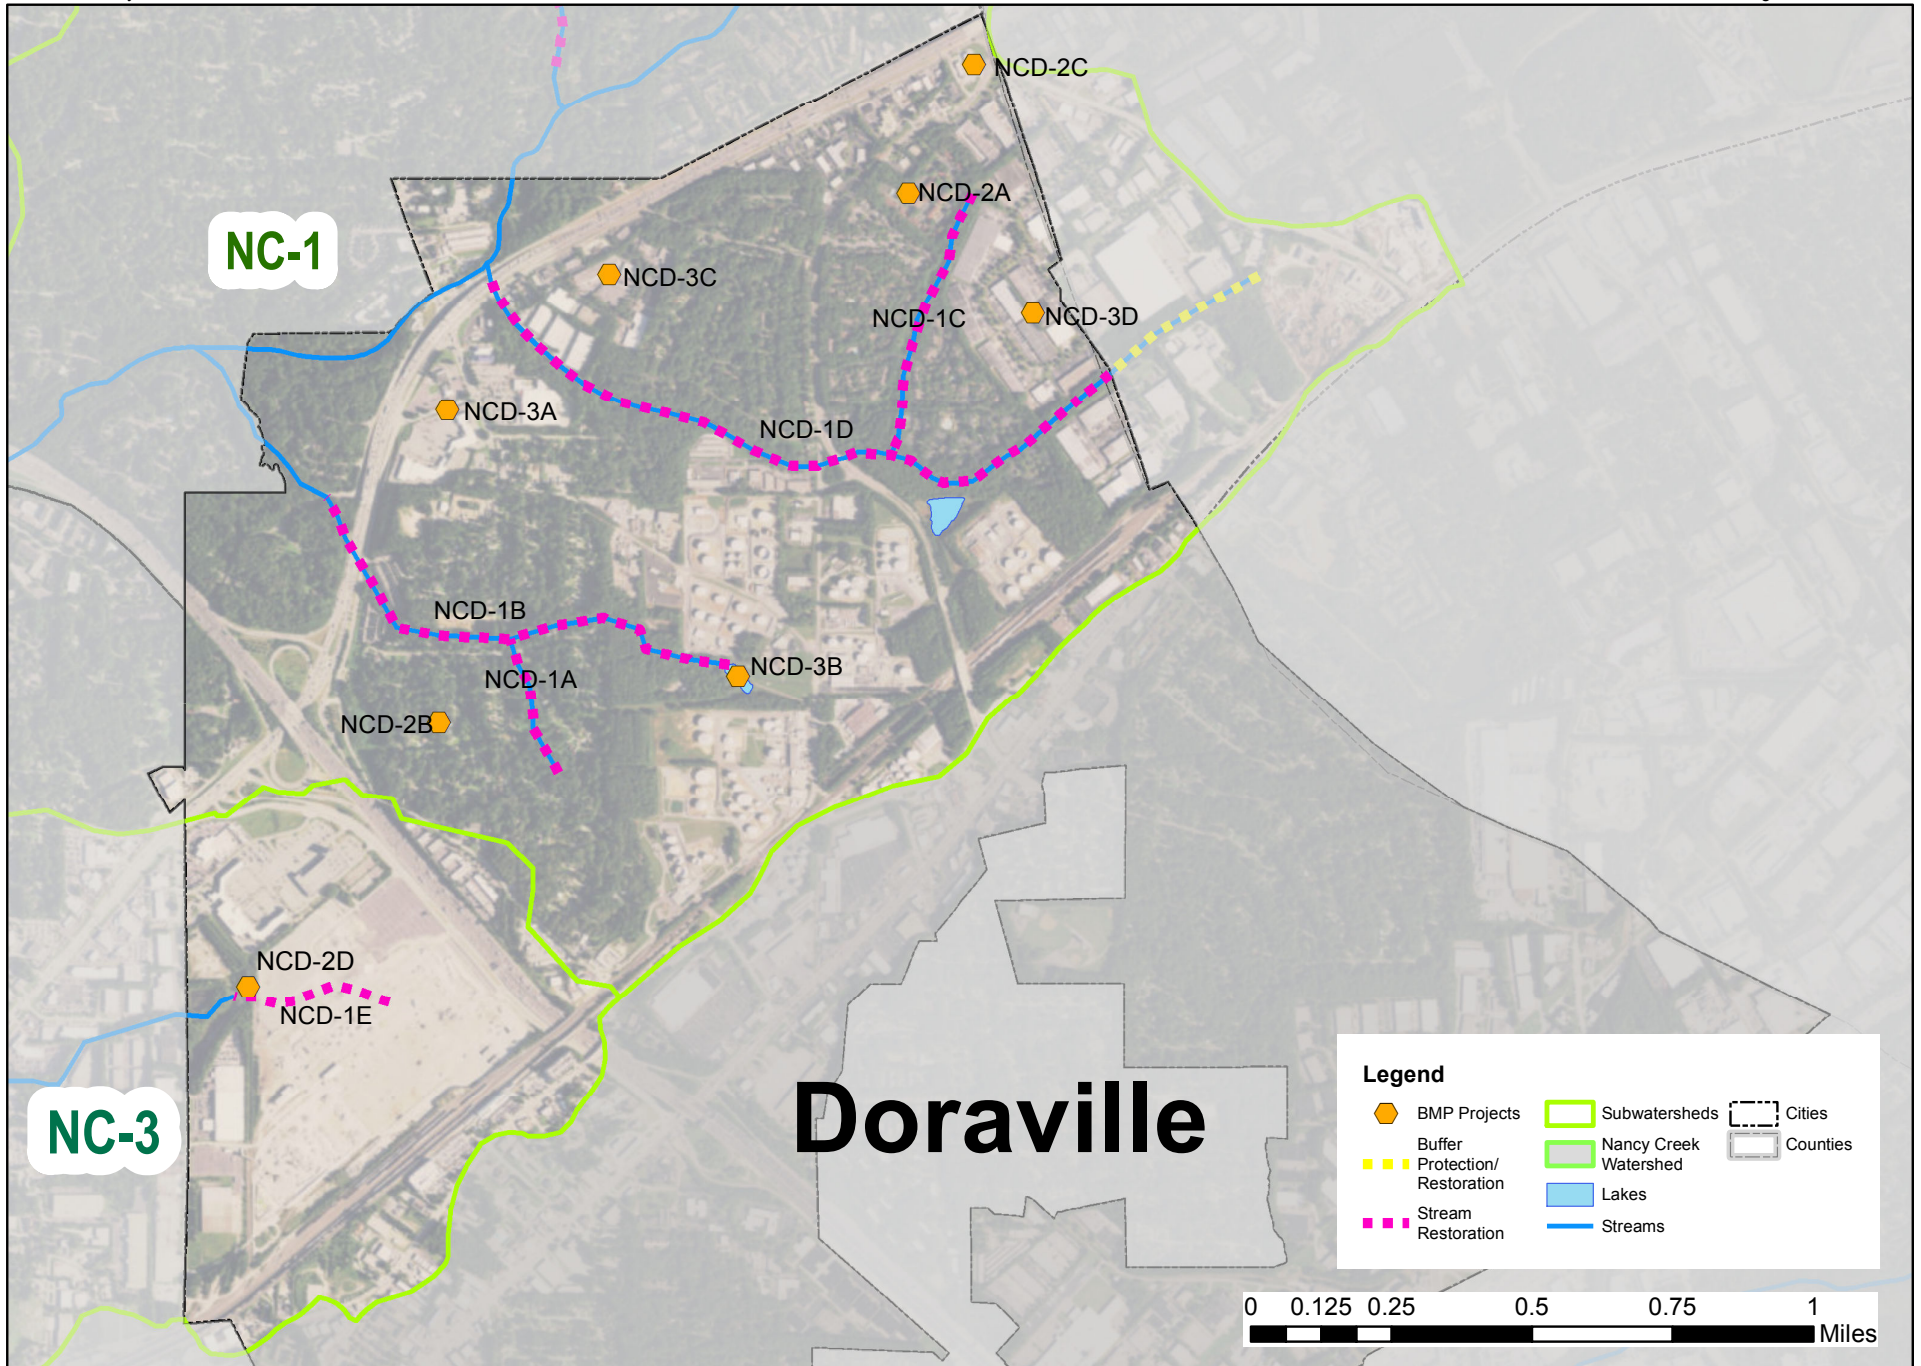 NCD-2C
NCD-2A
NC-1
NCD-3C
NCD-1C
NCD-3D
NCD-3A
NCD-1D
NCD-1B
NCD-3B
NCD-1A
NCD-2B
NCD-2D
NCD-1E
NC-3
Doraville
Legend
BMP Projects
Buffer
Protection/
Restoration
Stream
Restoration
Subwatersheds
Nancy Creek
Watershed
Lakes
Streams
Cities
Counties
0 0.125 0.25 0.5 0.75 1
Miles